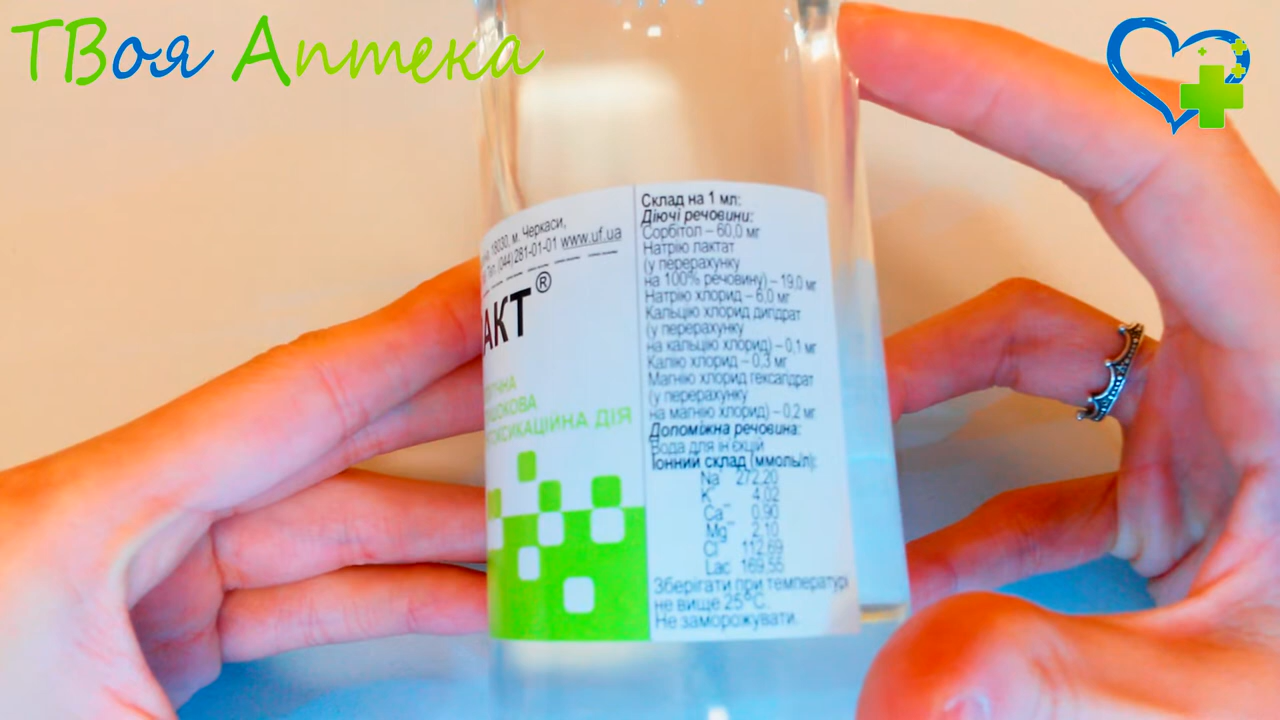 ТВоя Аптека
18030, м. Черкаси,
(044)281-01-01 www.uf.ua
АКТ®
ДІЯ
Склад на 1 мл:
Діючі речовини:
Сорбітол – 60,0 мг
Натрію лактат
(у перерахунку
на 100% речовину) – 19,0 мг
Натрію хлорид – 6,0 мг
Кальцію хлорид дигідрат
(у перерахунку
на кальцію хлорид) – 0,1 мг
Калію хлорид – 0,3 мг
Магнію хлорид гексагідрат
(у перерахунку
на магнію хлорид) – 0,2 мг
Допоміжна речовина:
Вода для ін'єкцій
Іонний склад (ммоль/л):
Na⁺ 272,20
K⁺ 4,02
Ca⁺⁺ 0,90
Mg⁺⁺ 2,10
Cl⁻ 112,69
Lac⁻ 169,55
Зберігати при температурі
не вище 25°C.
Не заморожувати.